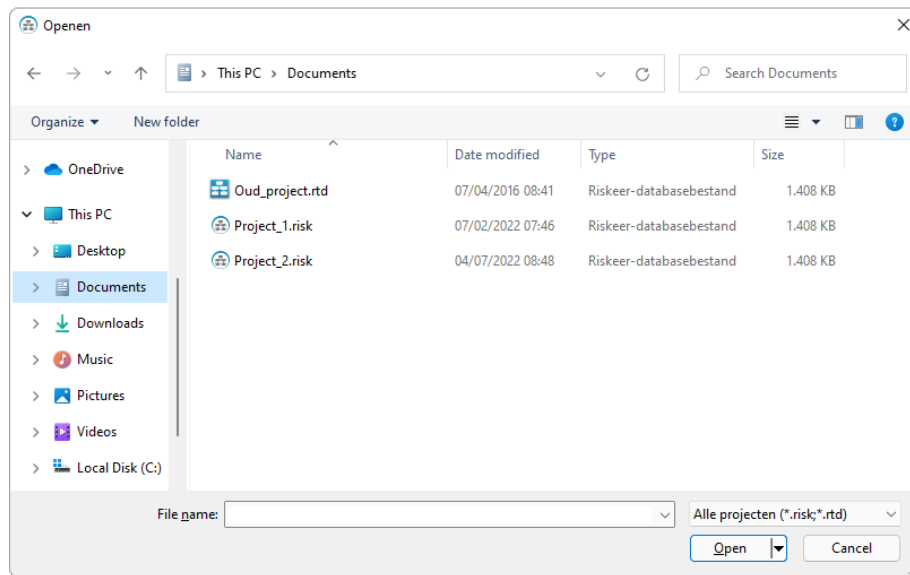 Openen
This PC > Documents
Search Documents
Organize
New folder
Name
Date modified
Type
Size
OneDrive
Oud_project.rtd
07/04/2016 08:41
Riskeer-databasebestand
1.408 KB
This PC
Project_1.risk
07/02/2022 07:46
Riskeer-databasebestand
1.408 KB
Desktop
Project_2.risk
04/07/2022 08:48
Riskeer-databasebestand
1.408 KB
Documents
Downloads
Music
Pictures
Videos
Local Disk (C:)
File name:
Alle projecten (*.risk;*.rtd)
Open
Cancel